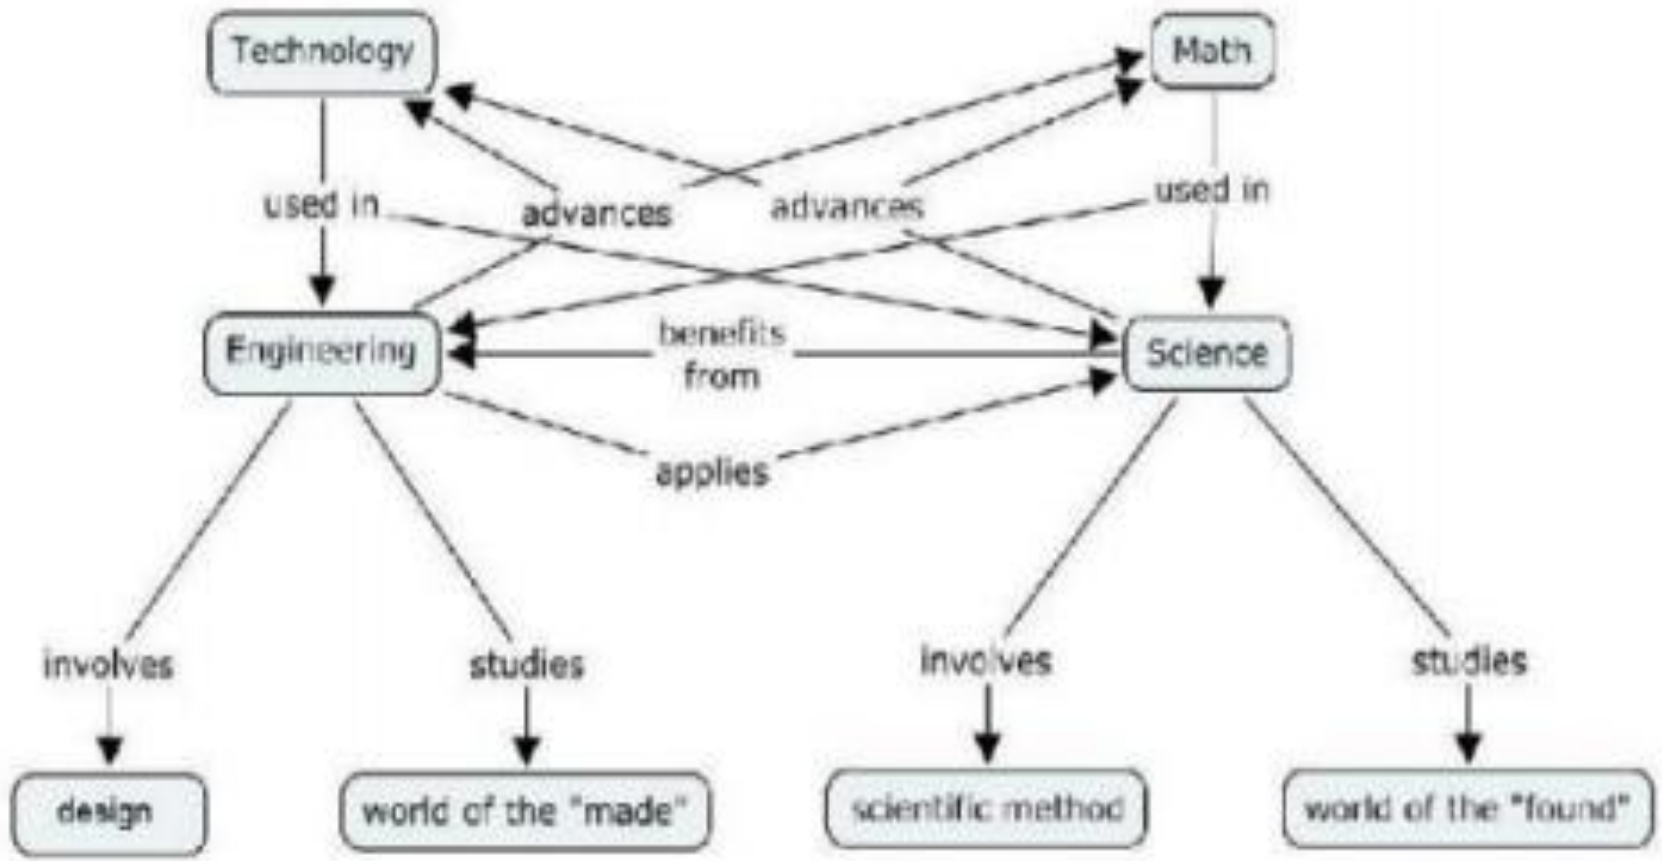 Technology
Math
used in
advances
advances
used in
Engineering
benefits
from
Science
applies
involves
studies
involves
studies
design
world of the "made"
scientific method
world of the "found"